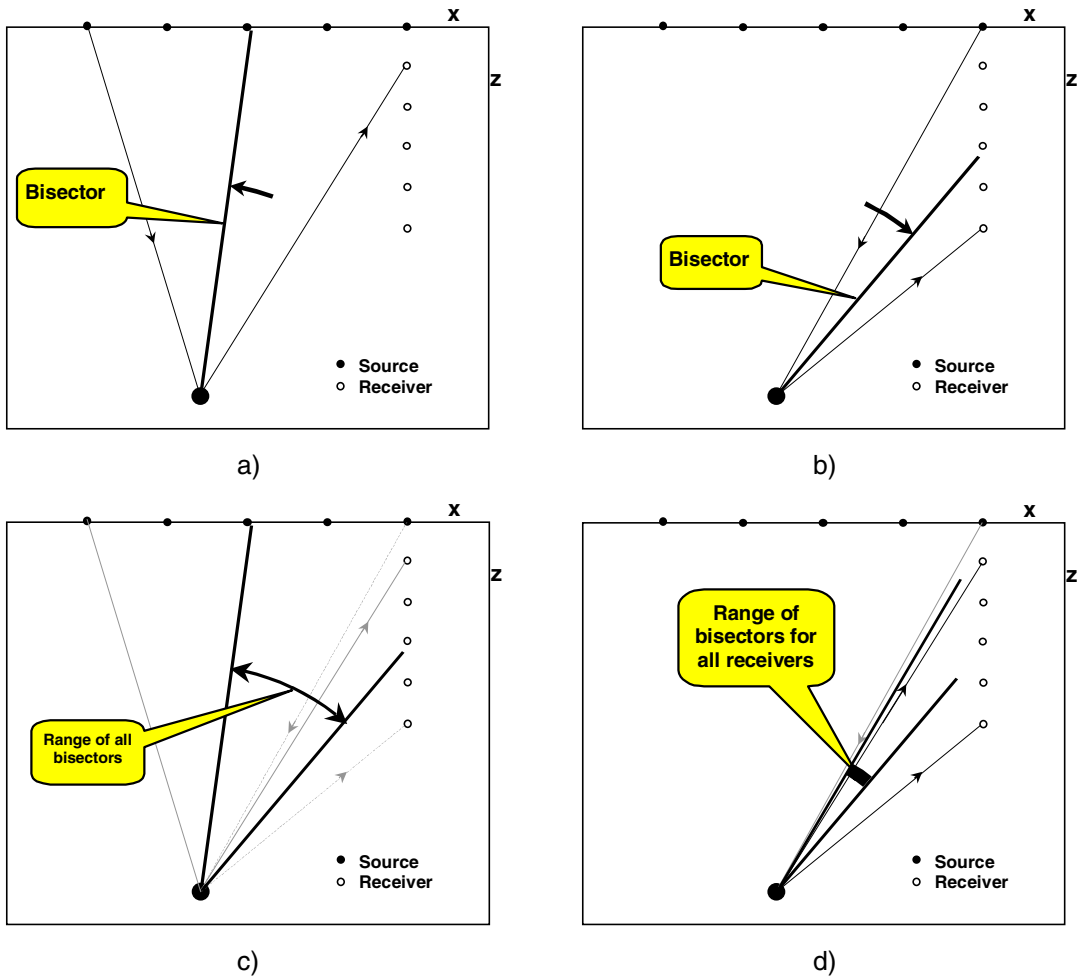 x
z
Bisector
Source
Receiver
a)
x
z
Bisector
Source
Receiver
b)
x
z
Range of all
bisectors
Source
Receiver
c)
x
z
Range of
bisectors for
all receivers
Source
Receiver
d)